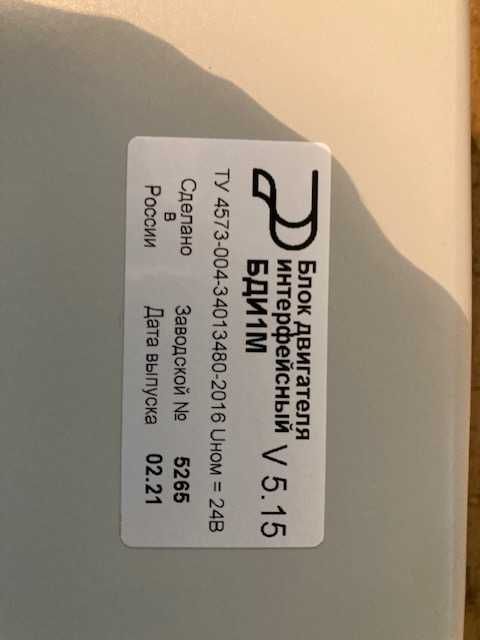 Блок двигателя
интерфейсный V 5.15
БДИ1М
ТУ 4573-004-34013480-2016 Uном = 24В
Сделано
в
России
Заводской № 5265
Дата выпуска 02.21